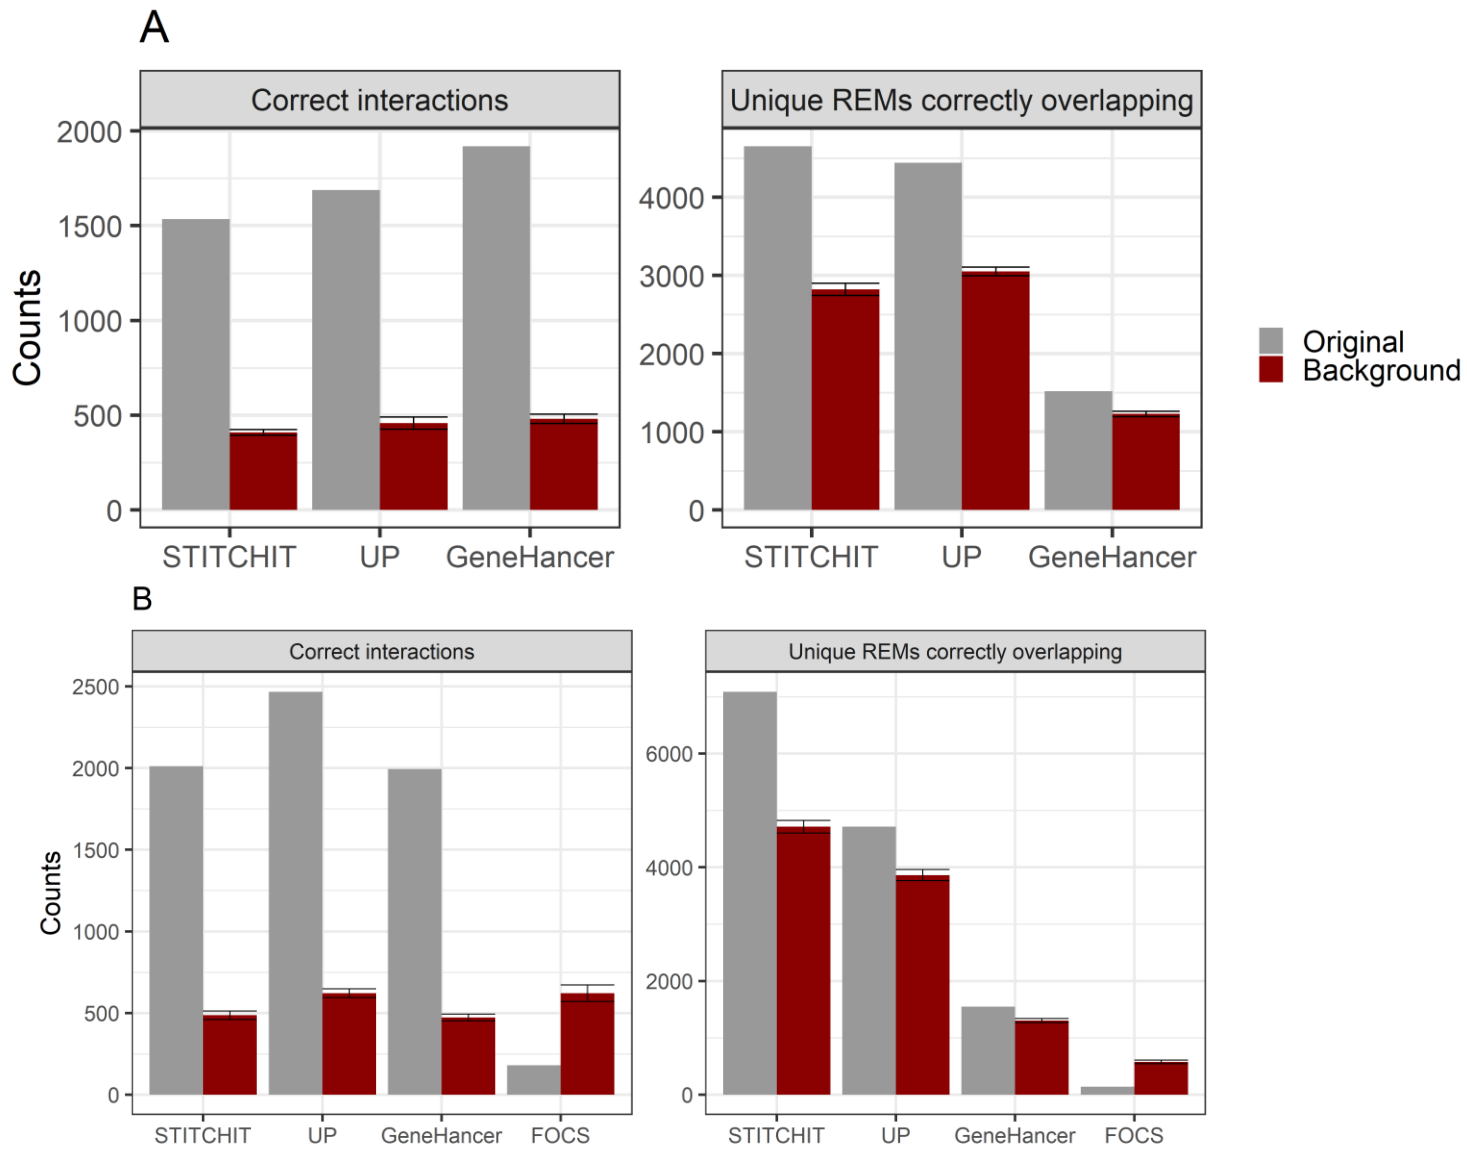 A
Correct interactions
Unique REMs correctly overlapping
Counts
2000
1500
1000
500
0
4000
3000
2000
1000
0
STITCHIT UP GeneHancer
STITCHIT UP GeneHancer
Original
Background
B
Correct interactions
Unique REMs correctly overlapping
Counts
2500
2000
1500
1000
500
0
6000
4000
2000
0
STITCHIT UP GeneHancer FOCS
STITCHIT UP GeneHancer FOCS